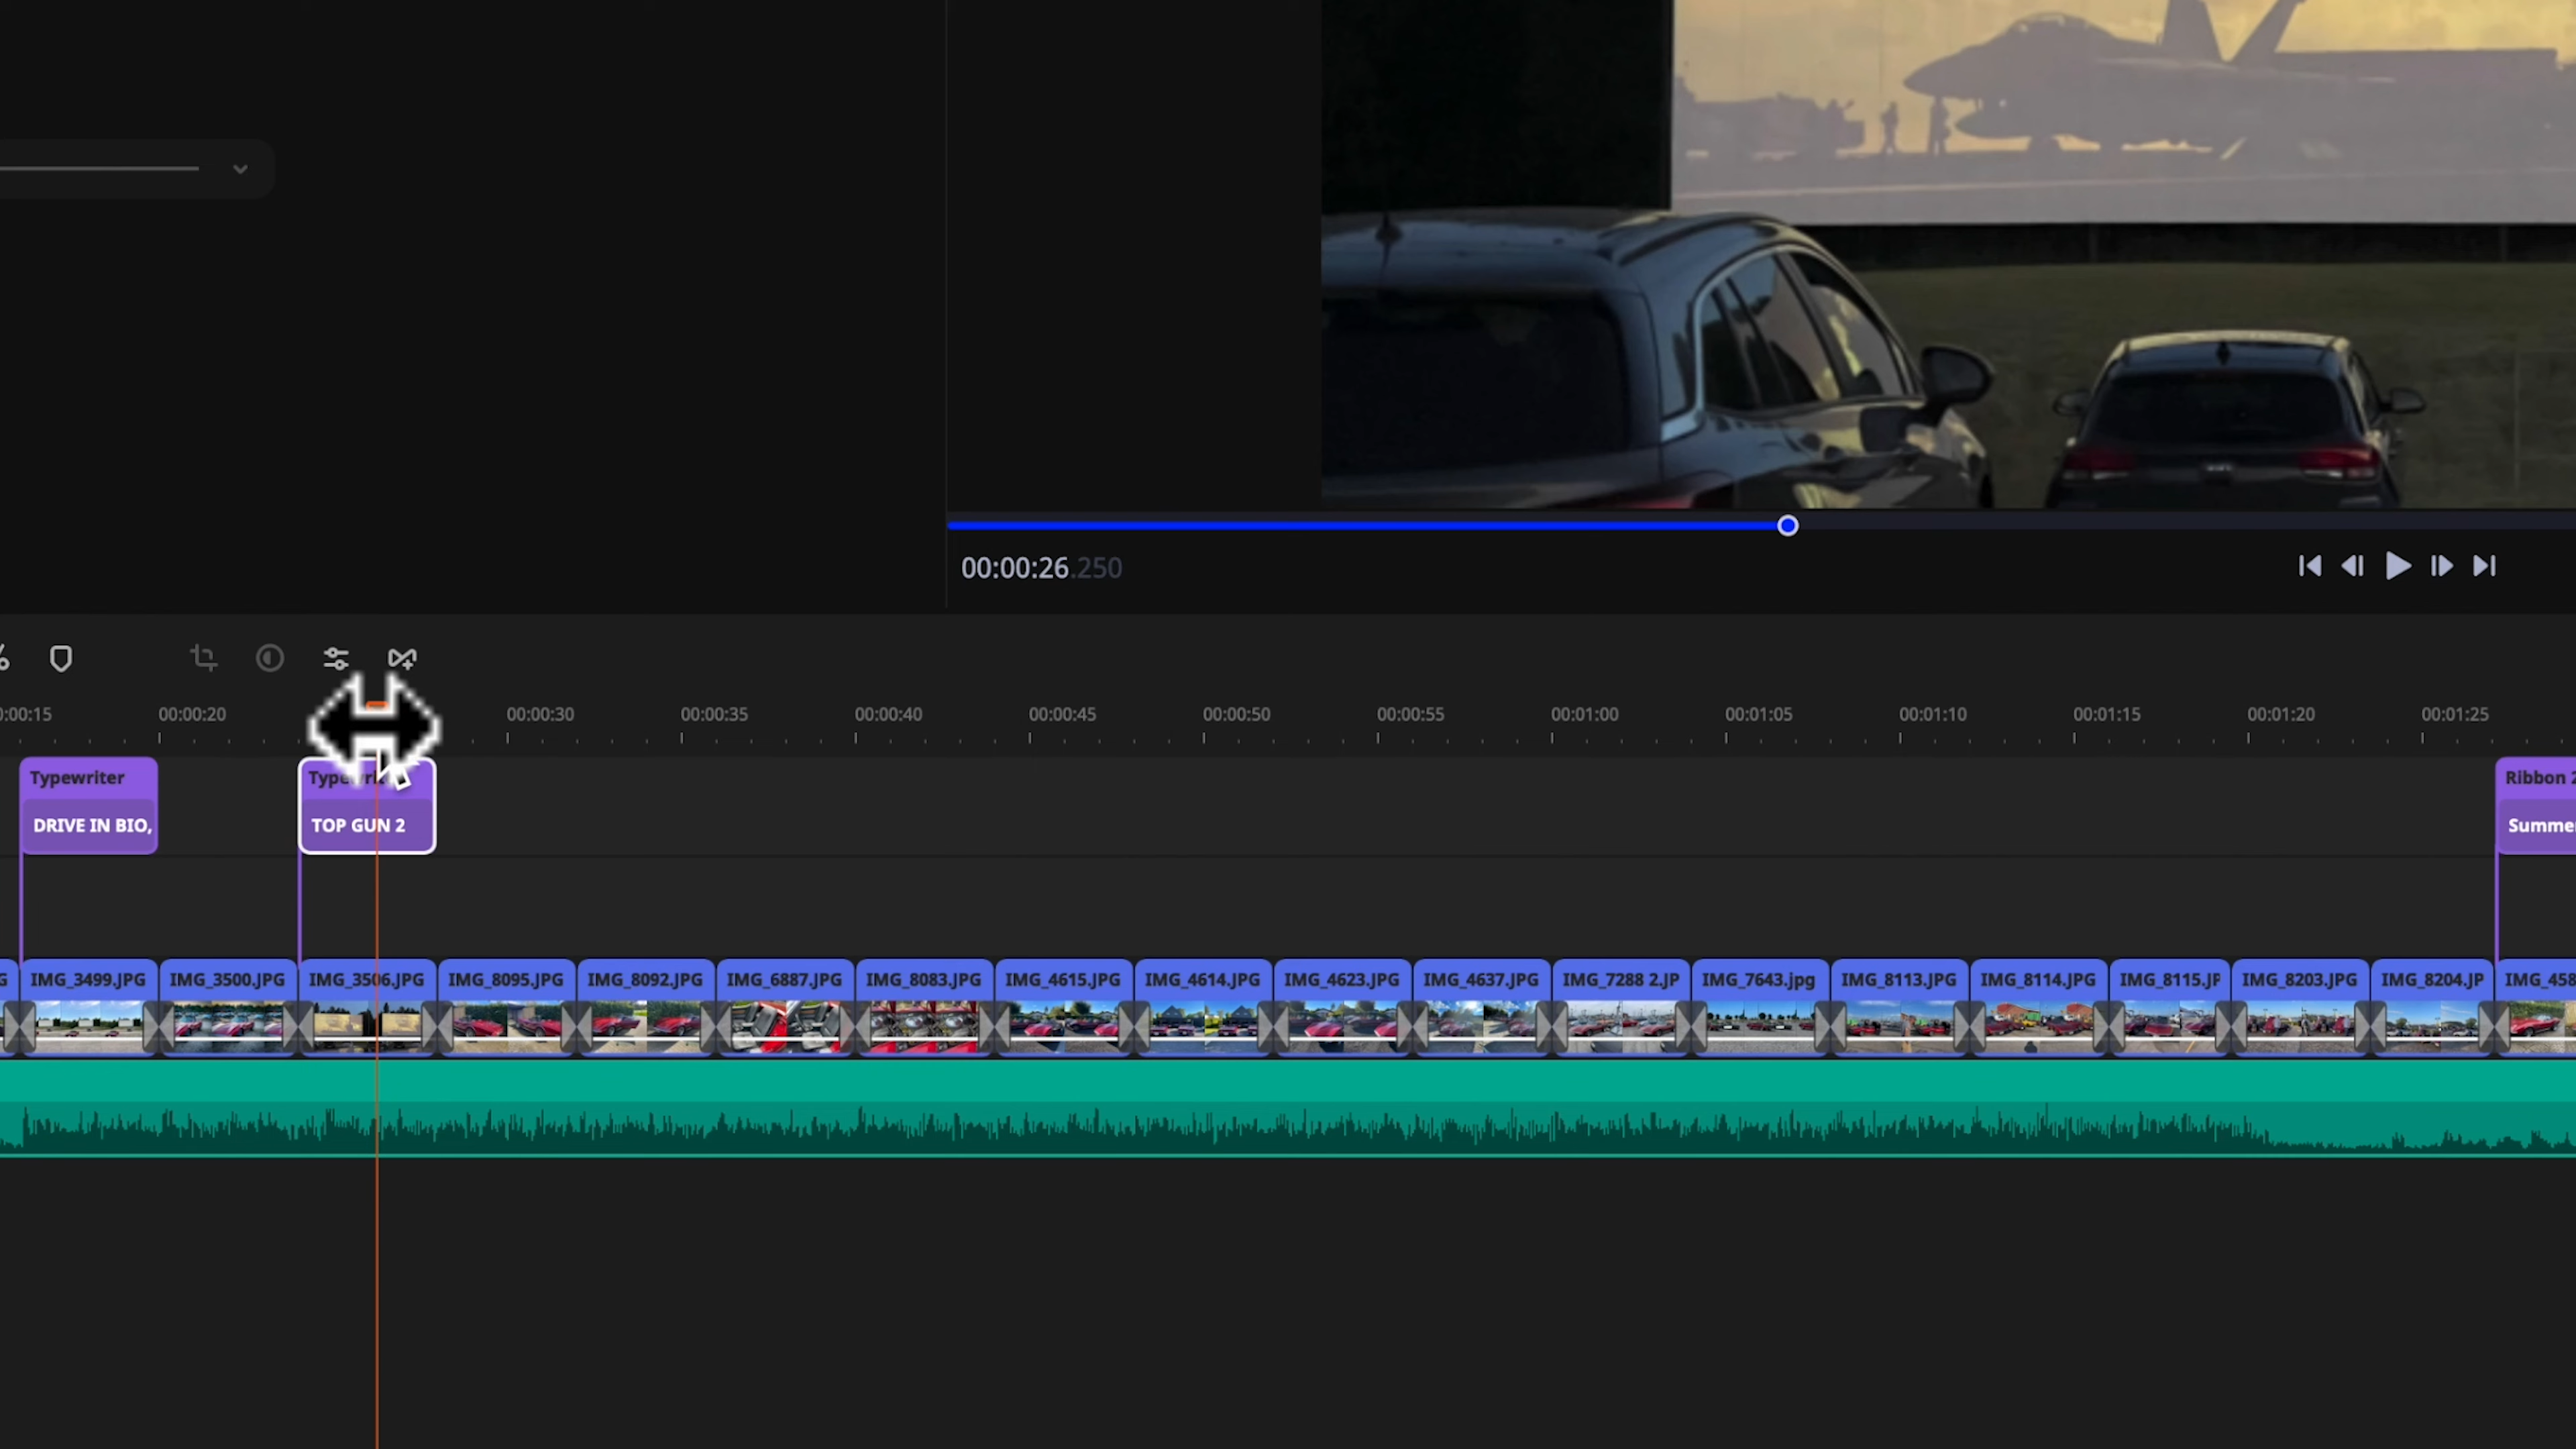 00:00:26.250
00:00:20
00:00:30
00:00:35
00:00:40
00:00:45
00:00:50
00:00:55
00:01:00
00:01:05
00:01:10
00:01:15
00:01:20
00:01:25
Typewriter
DRIVE IN BIO,
TOP GUN 2
Ribbon 2
Summe
IMG_3499.JPG
IMG_3500.JPG
IMG_3506.JPG
IMG_8095.JPG
IMG_8092.JPG
IMG_6887.JPG
IMG_8083.JPG
IMG_4615.JPG
IMG_4614.JPG
IMG_4623.JPG
IMG_4637.JPG
IMG_7288 2.JP
IMG_7643.jpg
IMG_8113.JPG
IMG_8114.JPG
IMG_8115.JP
IMG_8203.JPG
IMG_8204.JP
IMG_458